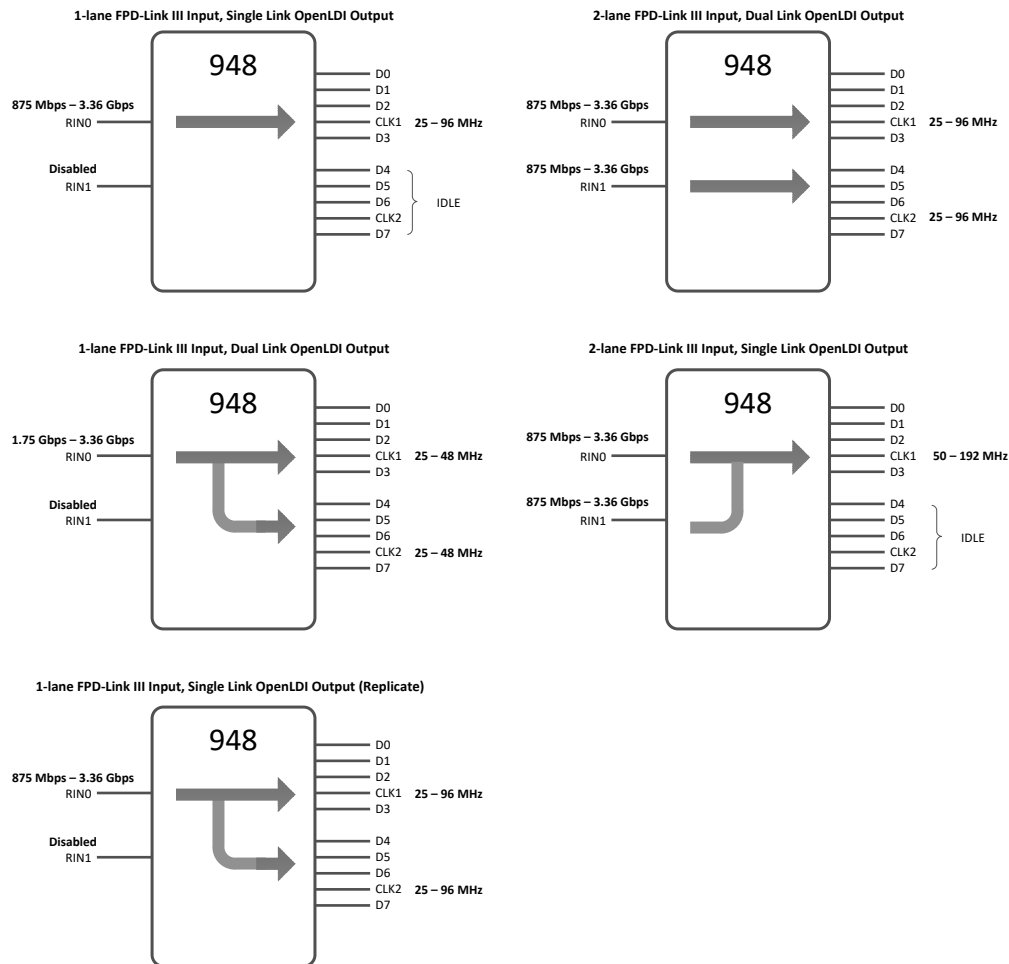 1-lane FPD-Link III Input, Single Link OpenLDI Output
948
875 Mbps – 3.36 Gbps
RIN0
Disabled
RIN1
D0
D1
D2
CLK1 25 – 96 MHz
D3
D4
D5
D6
CLK2
D7
IDLE
2-lane FPD-Link III Input, Dual Link OpenLDI Output
948
875 Mbps – 3.36 Gbps
RIN0
875 Mbps – 3.36 Gbps
RIN1
D0
D1
D2
CLK1 25 – 96 MHz
D3
D4
D5
D6
CLK2 25 – 96 MHz
D7
1-lane FPD-Link III Input, Dual Link OpenLDI Output
948
1.75 Gbps – 3.36 Gbps
RIN0
Disabled
RIN1
D0
D1
D2
CLK1 25 – 48 MHz
D3
D4
D5
D6
CLK2 25 – 48 MHz
D7
2-lane FPD-Link III Input, Single Link OpenLDI Output
948
875 Mbps – 3.36 Gbps
RIN0
875 Mbps – 3.36 Gbps
RIN1
D0
D1
D2
CLK1 50 – 192 MHz
D3
D4
D5
D6
CLK2
D7
IDLE
1-lane FPD-Link III Input, Single Link OpenLDI Output (Replicate)
948
875 Mbps – 3.36 Gbps
RIN0
Disabled
RIN1
D0
D1
D2
CLK1 25 – 96 MHz
D3
D4
D5
D6
CLK2 25 – 96 MHz
D7